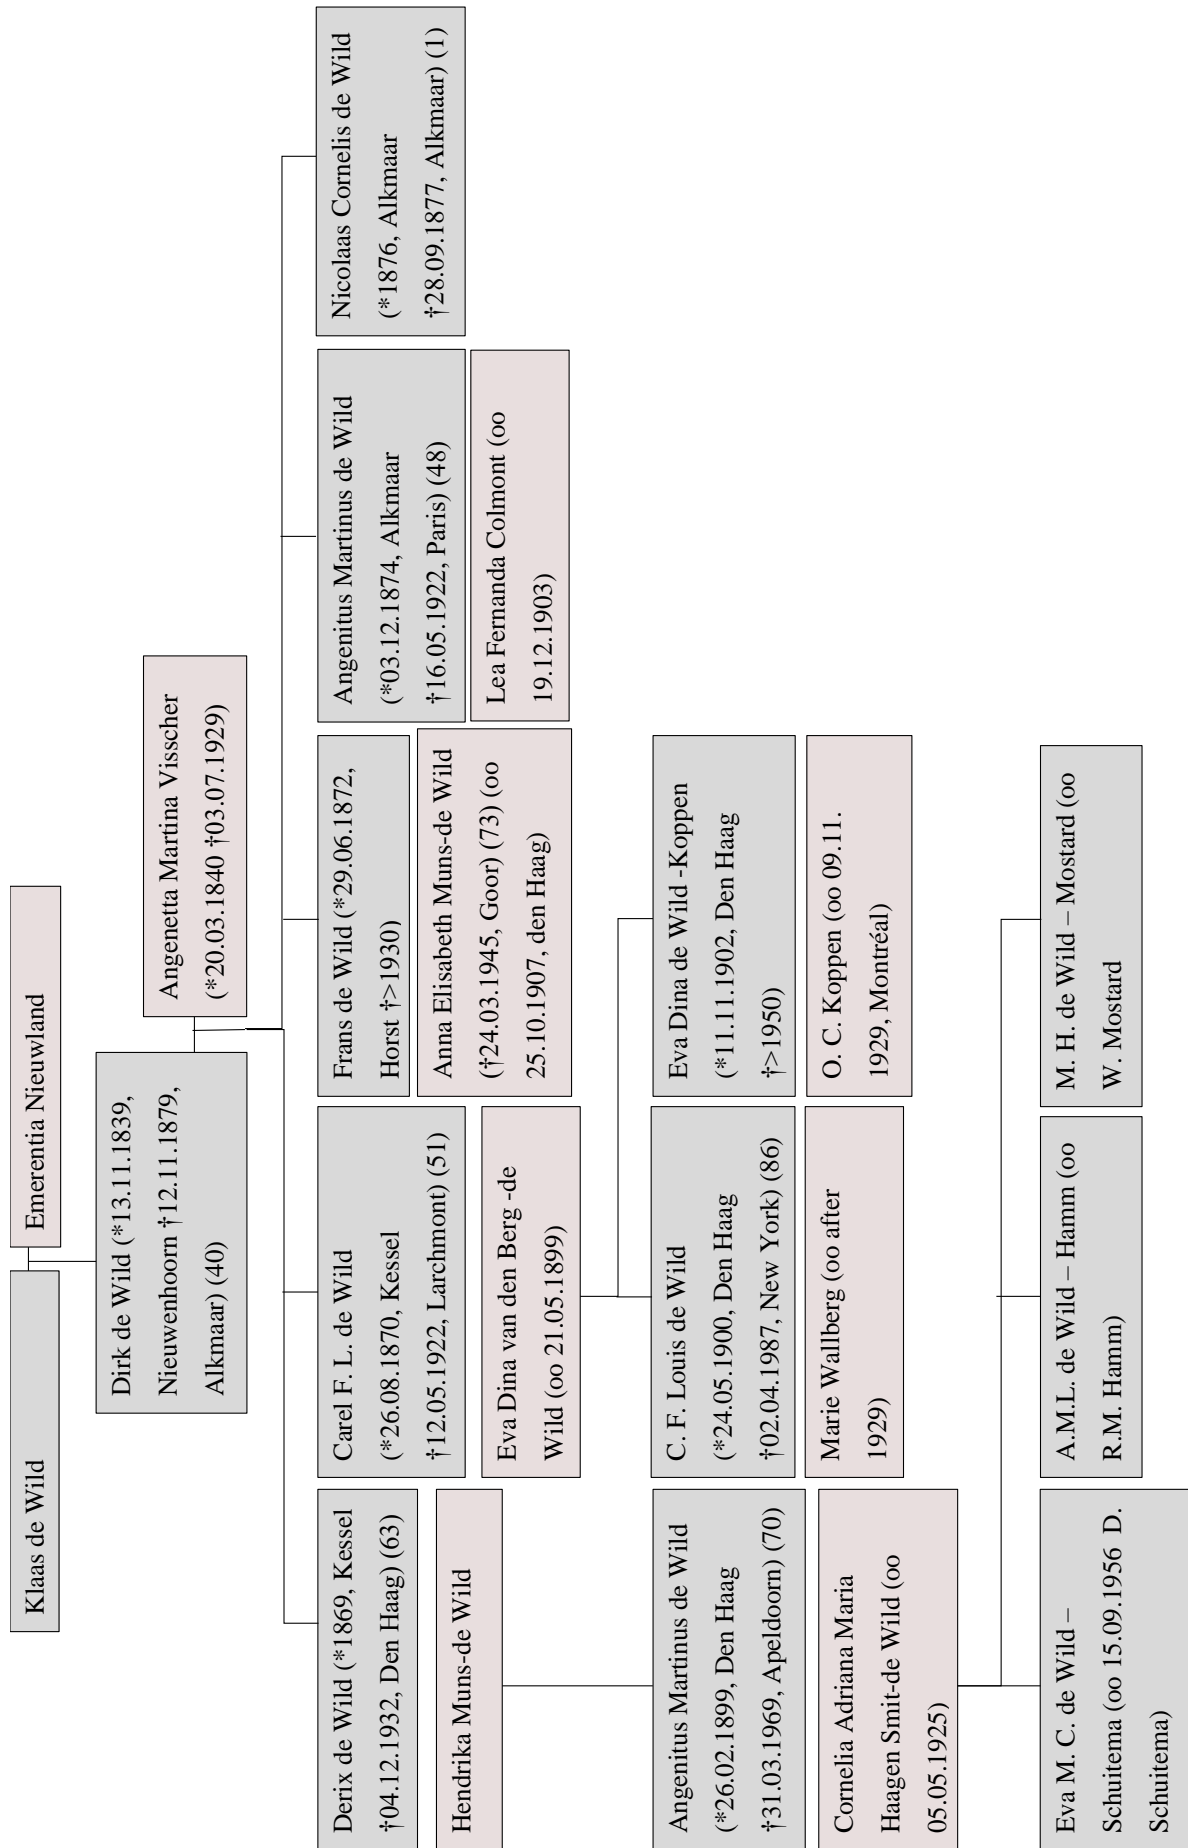 Klaas de Wild
Emerentia Nieuwland
Dirk de Wild (*13.11.1839,
Nieuwenhoorn †12.11.1879,
Alkmaar) (40)
Angenetta Martina Visscher
(*20.03.1840 †03.07.1929)
Derix de Wild (*1869, Kessel
†04.12.1932, Den Haag) (63)
Hendrika Muns-de Wild
Carel F. L. de Wild
(*26.08.1870, Kessel
†12.05.1922, Larchmont) (51)
Eva Dina van den Berg -de
Wild (oo 21.05.1899)
Frans de Wild (*29.06.1872,
Horst †>1930)
Anna Elisabeth Muns-de Wild
(†24.03.1945, Goor) (73) (oo
25.10.1907, den Haag)
Angenitus Martinus de Wild
(*03.12.1874, Alkmaar
†16.05.1922, Paris) (48)
Lea Fernanda Colmont (oo
19.12.1903)
Nicolaas Cornelis de Wild
(*1876, Alkmaar
†28.09.1877, Alkmaar) (1)
Angenitus Martinus de Wild
(*26.02.1899, Den Haag
†31.03.1969, Apeldoorn) (70)
Cornelia Adriana Maria
Haagen Smit-de Wild (oo
05.05.1925)
C. F. Louis de Wild
(*24.05.1900, Den Haag
†02.04.1987, New York) (86)
Marie Wallberg (oo after
1929)
Eva Dina de Wild -Koppen
(*11.11.1902, Den Haag
†>1950)
O. C. Koppen (oo 09.11.
1929, Montréal)
Eva M. C. de Wild –
Schuitema (oo 15.09.1956 D.
Schuitema)
A.M.L. de Wild – Hamm (oo
R.M. Hamm)
M. H. de Wild – Mostard (oo
W. Mostard